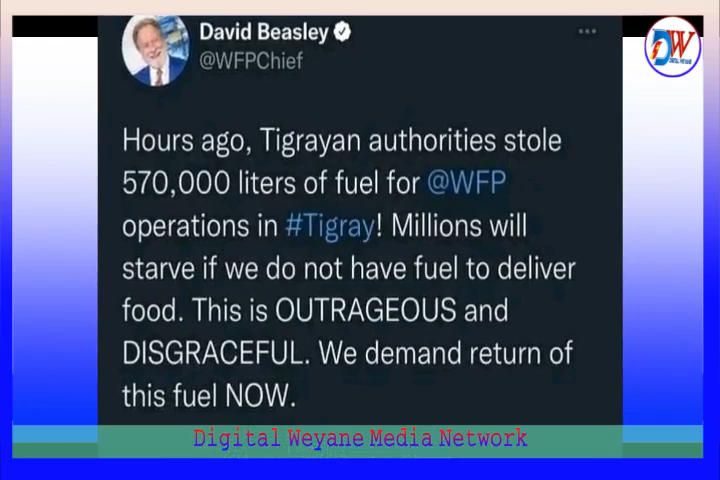 David Beasley
@WFPChief
DW
DIGITAL WEYANE
Hours ago, Tigrayan authorities stole
570,000 liters of fuel for @WFP
operations in #Tigray! Millions will
starve if we do not have fuel to deliver
food. This is OUTRAGEOUS and
DISGRACEFUL. We demand return of
this fuel NOW.
Digital Weyane Media Network